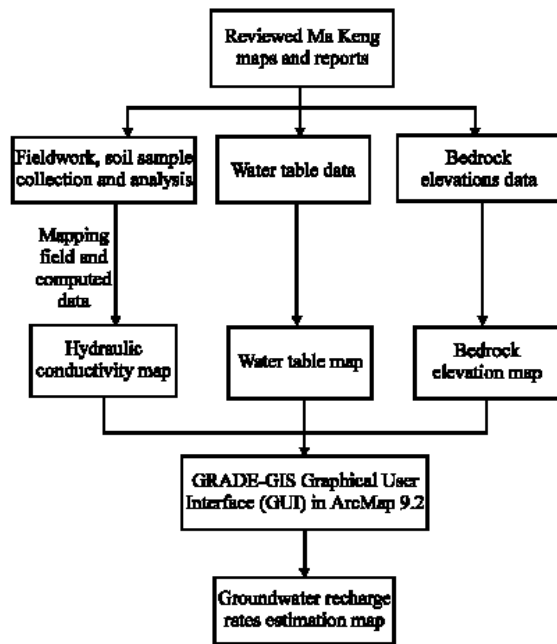 Reviewed Ma Keng
maps and reports
Fieldwork, soil sample
collection and analysis
Water table data
Bedrock
elevations data
Mapping
field and
computed
data
Hydraulic
conductivity map
Water table map
Bedrock
elevation map
GRADE-GIS Graphical User
Interface (GUI) in ArcMap 9.2
Groundwater recharge
rates estimation map